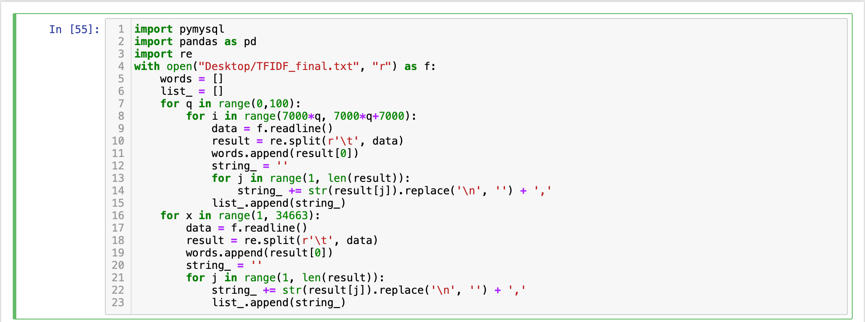 In [55]:
1 import pymysql
2 import pandas as pd
3 import re
4 with open("Desktop/TFIDF_final.txt", "r") as f:
5     words = []
6     list_ = []
7     for q in range(0,100):
8         for i in range(7000*q, 7000*q+7000):
9             data = f.readline()
10             result = re.split(r'\t', data)
11             words.append(result[0])
12             string_ = ''
13             for j in range(1, len(result)):
14                 string_ += str(result[j]).replace('\n', '') + ','
15             list_.append(string_)
16     for x in range(1, 34663):
17         data = f.readline()
18         result = re.split(r'\t', data)
19         words.append(result[0])
20         string_ = ''
21         for j in range(1, len(result)):
22             string_ += str(result[j]).replace('\n', '') + ','
23             list_.append(string_)